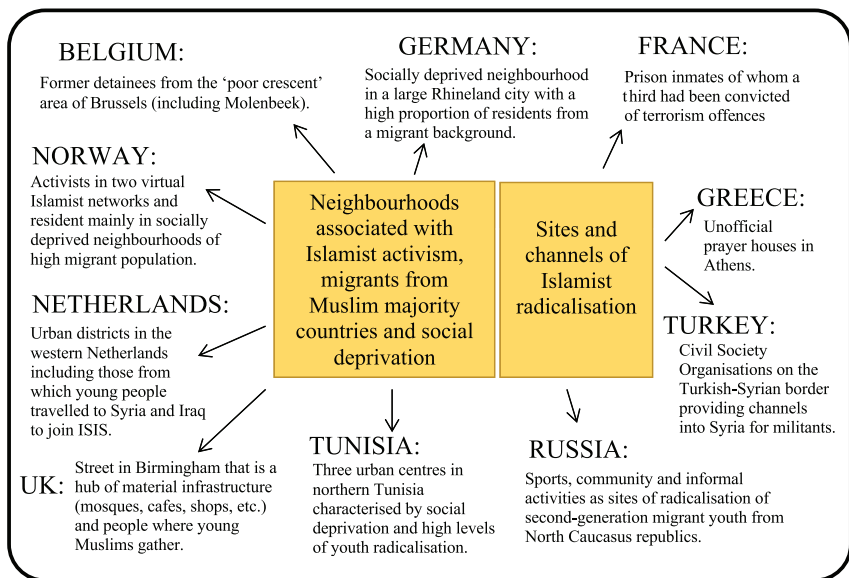 BELGIUM:
Former detainees from the ‘poor crescent’
area of Brussels (including Molenbeek).
GERMANY:
Socially deprived neighbourhood
in a large Rhineland city with a
high proportion of residents from
a migrant background.
FRANCE:
Prison inmates of whom a
third had been convicted
of terrorism offences
NORWAY:
Activists in two virtual
Islamist networks and
resident mainly in socially
deprived neighbourhoods of
high migrant population.
Neighbourhoods
associated with
Islamist activism,
migrants from
Muslim majority
countries and social
deprivation
Sites and
channels of
Islamist
radicalisation
GREECE:
Unofficial
prayer houses in
Athens.
NETHERLANDS:
Urban districts in the
western Netherlands
including those from
which young people
travelled to Syria and Iraq
to join ISIS.
TURKEY:
Civil Society
Organisations on the
Turkish-Syrian border
providing channels
into Syria for militants.
UK:
Street in Birmingham that is a
hub of material infrastructure
(mosques, cafes, shops, etc.)
and people where young
Muslims gather.
TUNISIA:
Three urban centres in
northern Tunisia
characterised by social
deprivation and high levels
of youth radicalisation.
RUSSIA:
Sports, community and informal
activities as sites of radicalisation of
second-generation migrant youth from
North Caucasus republics.